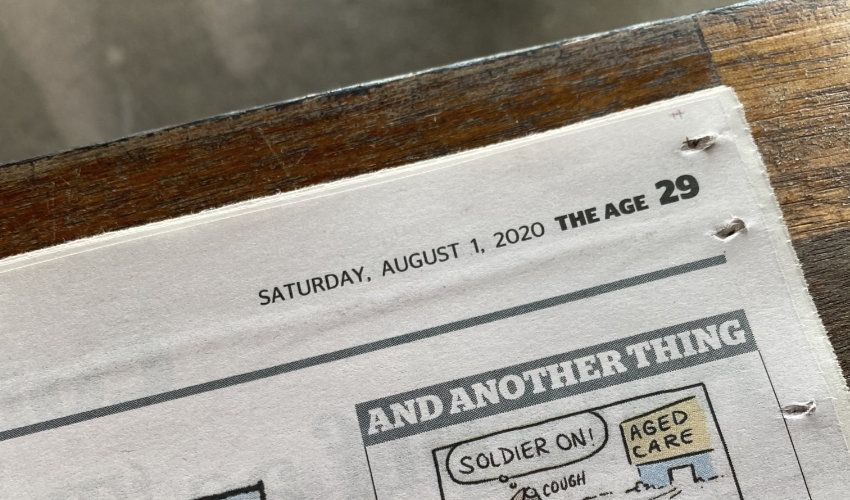 SATURDAY, AUGUST 1, 2020 THE AGE 29
AND ANOTHER THING
SOLDIER ON!
AGED
CARE
COUGH